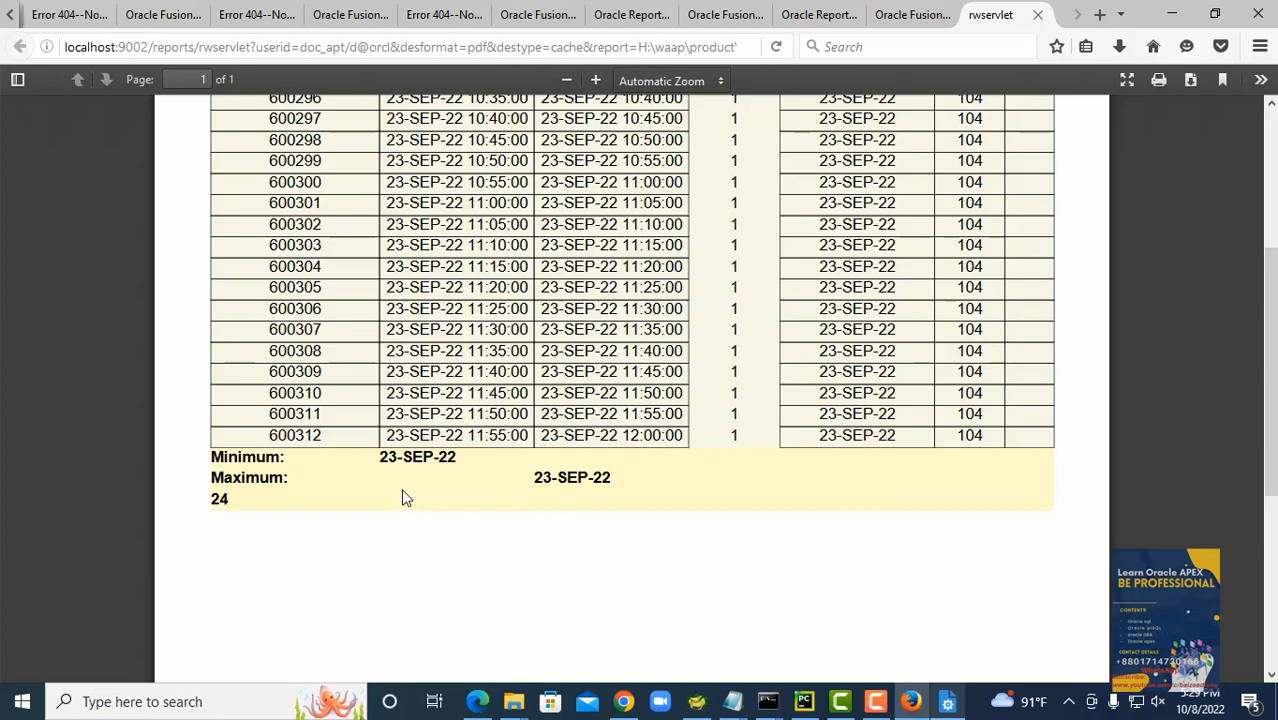 Error 404--No...
Oracle Fusion...
Error 404--No...
Oracle Fusion...
Error 404--No...
Oracle Fusion...
Oracle Report...
Oracle Fusion...
Oracle Report...
Oracle Fusion...
rwservlet
localhost:9002/reports/rwservlet?userid=doc_apt/d@orcl&desformat=pdf&destype=cache&report=H:\waap\product\
Search
Page: 1 of 1
Automatic Zoom
600296 23-SEP-22 10:35:00 23-SEP-22 10:40:00 1 23-SEP-22 104
600297 23-SEP-22 10:40:00 23-SEP-22 10:45:00 1 23-SEP-22 104
600298 23-SEP-22 10:45:00 23-SEP-22 10:50:00 1 23-SEP-22 104
600299 23-SEP-22 10:50:00 23-SEP-22 10:55:00 1 23-SEP-22 104
600300 23-SEP-22 10:55:00 23-SEP-22 11:00:00 1 23-SEP-22 104
600301 23-SEP-22 11:00:00 23-SEP-22 11:05:00 1 23-SEP-22 104
600302 23-SEP-22 11:05:00 23-SEP-22 11:10:00 1 23-SEP-22 104
600303 23-SEP-22 11:10:00 23-SEP-22 11:15:00 1 23-SEP-22 104
600304 23-SEP-22 11:15:00 23-SEP-22 11:20:00 1 23-SEP-22 104
600305 23-SEP-22 11:20:00 23-SEP-22 11:25:00 1 23-SEP-22 104
600306 23-SEP-22 11:25:00 23-SEP-22 11:30:00 1 23-SEP-22 104
600307 23-SEP-22 11:30:00 23-SEP-22 11:35:00 1 23-SEP-22 104
600308 23-SEP-22 11:35:00 23-SEP-22 11:40:00 1 23-SEP-22 104
600309 23-SEP-22 11:40:00 23-SEP-22 11:45:00 1 23-SEP-22 104
600310 23-SEP-22 11:45:00 23-SEP-22 11:50:00 1 23-SEP-22 104
600311 23-SEP-22 11:50:00 23-SEP-22 11:55:00 1 23-SEP-22 104
600312 23-SEP-22 11:55:00 23-SEP-22 12:00:00 1 23-SEP-22 104
Minimum: 23-SEP-22
Maximum: 23-SEP-22
24
Learn Oracle APEX
BE PROFESSIONAL
CONTENTS
Oracle sql
Oracle plSQL
oracle DBA
Oracle apex
CONTACT DETAILS
+8801714720166
WhatsApp
Subscribe:
Type here to search
PC
91°F
5:29 PM
10/8/2022
5